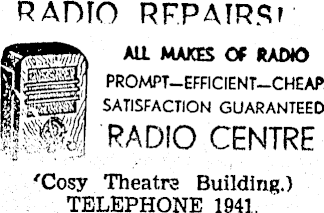 RADIO REPAIRS!
ALL MAKES OF RADIO
PROMPT—EFFICIENT—CHEAP
SATISFACTION GUARANTEED
RADIO CENTRE
(Cosy Theatre Building.)
TELEPHONE 1941.